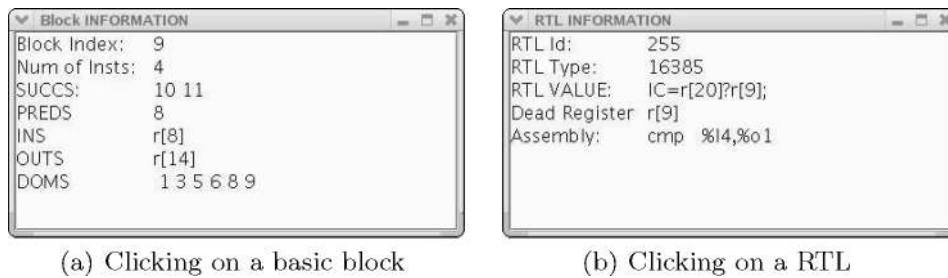 Block INFORMATION
Block Index: 9
Num of Insts: 4
SUCCS: 10 11
PREDS 8
INS r[8]
OUTS r[14]
DOMS 1 3 5 6 8 9
(a) Clicking on a basic block
RTL INFORMATION
RTL Id: 255
RTL Type: 16385
RTL VALUE: IC=r[20]?r[9];
Dead Register r[9]
Assembly: cmp %l4,%o1
(b) Clicking on a RTL